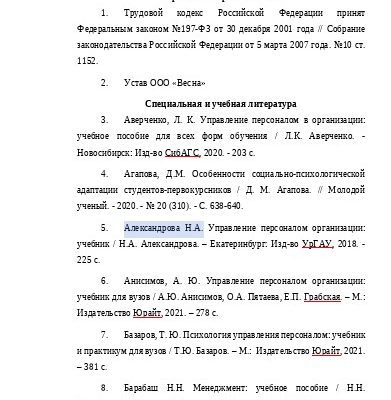 1. Трудовой кодекс Российской Федерации принят
Федеральным законом №197-ФЗ от 30 декабря 2001 года // Собрание
законодательства Российской Федерации от 5 марта 2007 года. №10 ст.
1152.
2. Устав ООО «Весна»
Специальная и учебная литература
3. Аверченко, Л. К. Управление персоналом в организации:
учебное пособие для всех форм обучения / Л.К. Аверченко. -
Новосибирск: Изд-во СибАГС, 2020. - 203 с.
4. Агапова, Д.М. Особенности социально-психологической
адаптации студентов-первокурсников / Д. М. Агапова. // Молодой
ученый. - 2020. - № 20 (310). - С. 638-640.
5. Александрова Н.А. Управление персоналом организации:
учебник / Н.А. Александрова. – Екатеринбург: Изд-во УрГАУ, 2018. -
225 с.
6. Анисимов, А. Ю. Управление персоналом организации:
учебник для вузов / А.Ю. Анисимов, О.А. Пятаева, Е.П. Грабская. – М.:
Издательство Юрайт, 2021. – 278 с.
7. Базаров, Т. Ю. Психология управления персоналом: учебник
и практикум для вузов / Т.Ю. Базаров. – М.: Издательство Юрайт, 2021.
– 381 с.
8. Барабаш Н.Н. Менеджмент: учебное пособие / Н.Н.